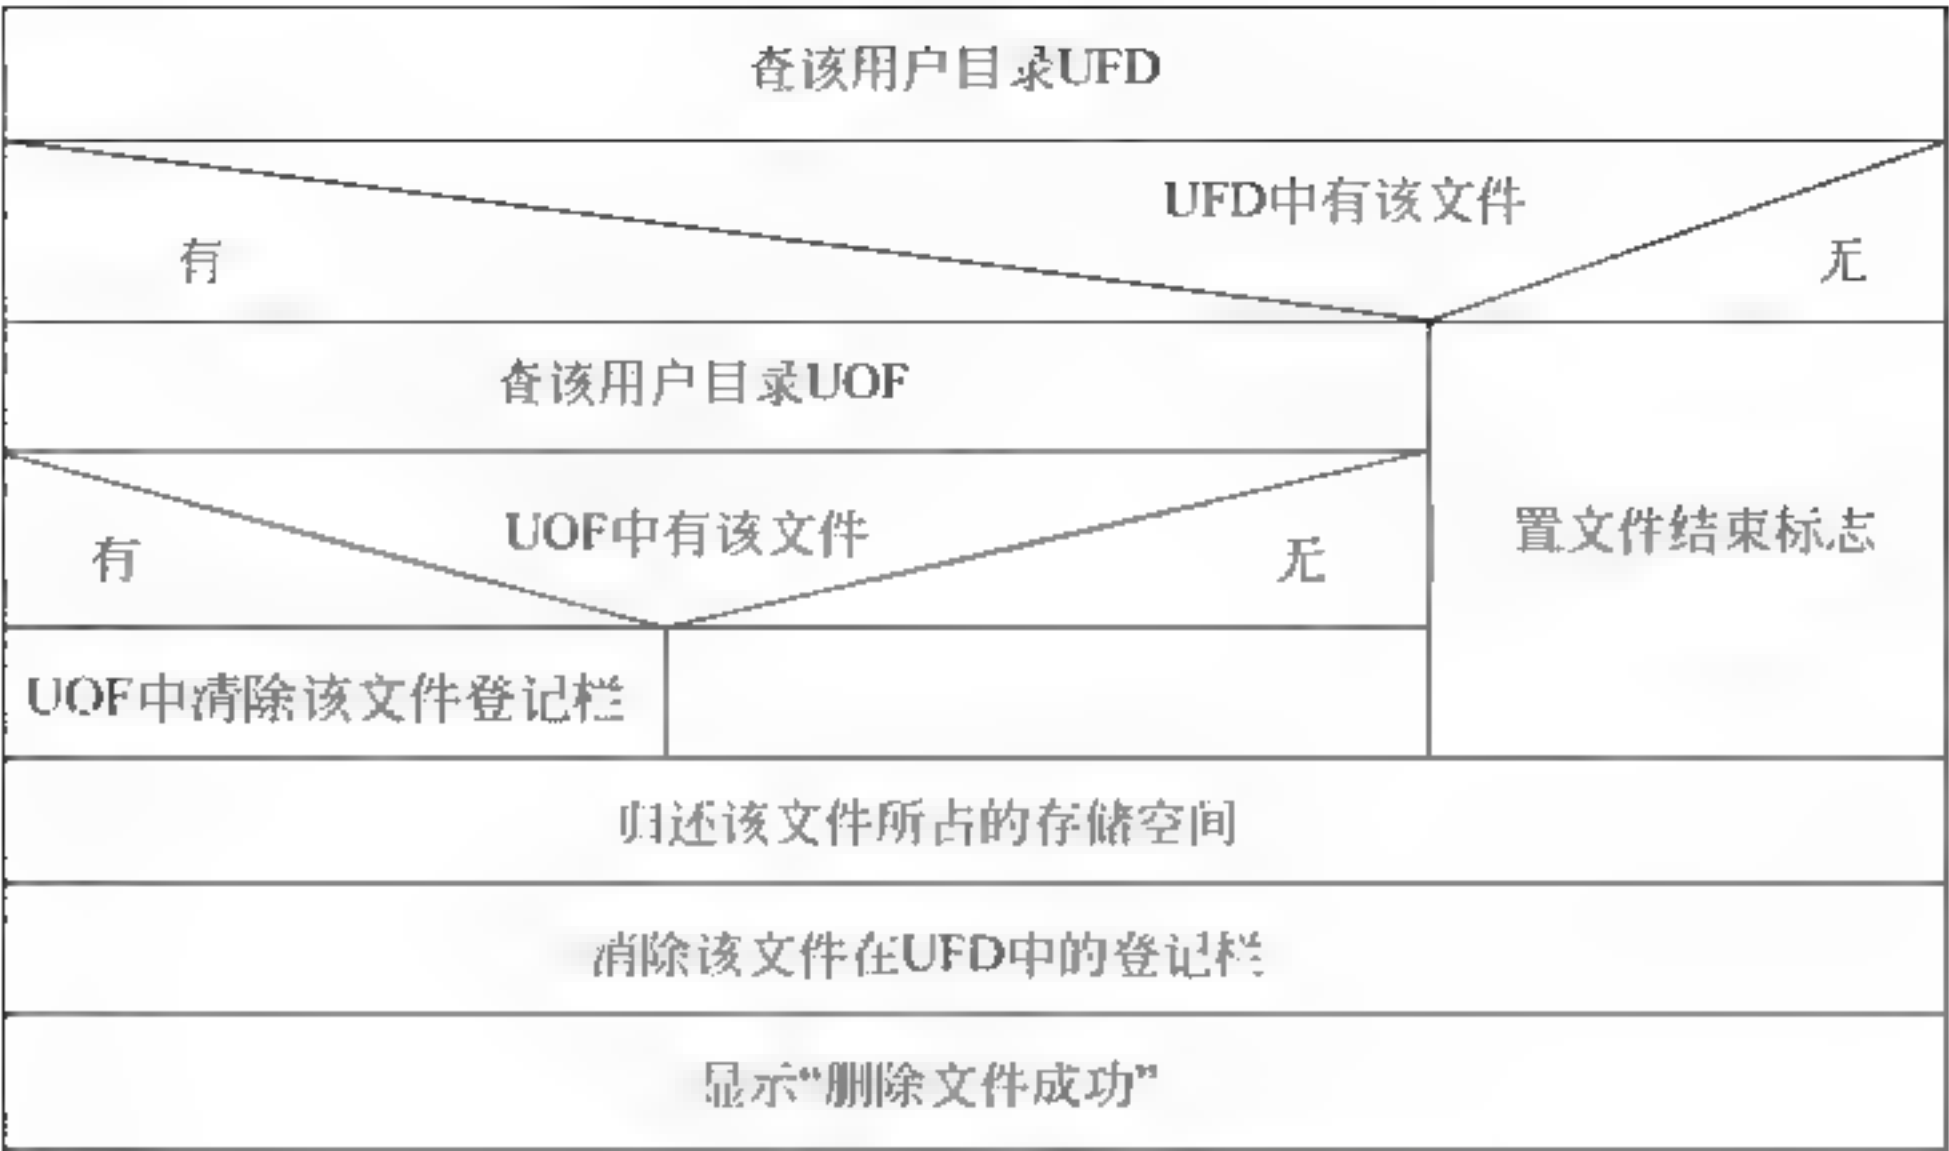 查该用户目录UFD
UFD中有该文件
有
无
查该用户目录UOF
UOF中有该文件
有
无
置文件结束标志
UOF中清除该文件登记栏
归还该文件所占的存储空间
消除该文件在UFD中的登记栏
显示“删除文件成功”